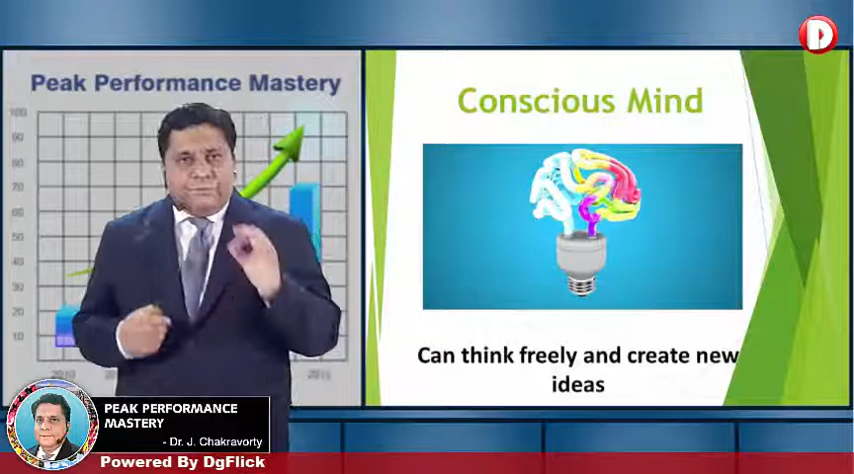 D
Peak Performance Mastery
100
90
80
70
60
50
40
30
20
10
2010
Conscious Mind
Can think freely and create new
ideas
PEAK PERFORMANCE
MASTERY
- Dr. J. Chakravorty
Powered By DgFlick